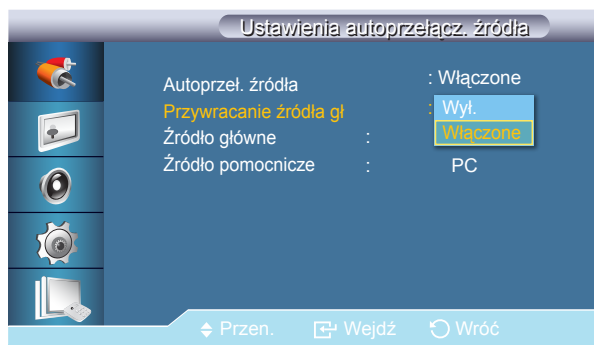 Ustawienia autoprzełącz. źródła
Autoprzeł. źródła : Włączone
Przywracanie źródła gł : Wył.
Włączone
Źródło główne :
Źródło pomocnicze : PC
Przen. Wejdź Wróć